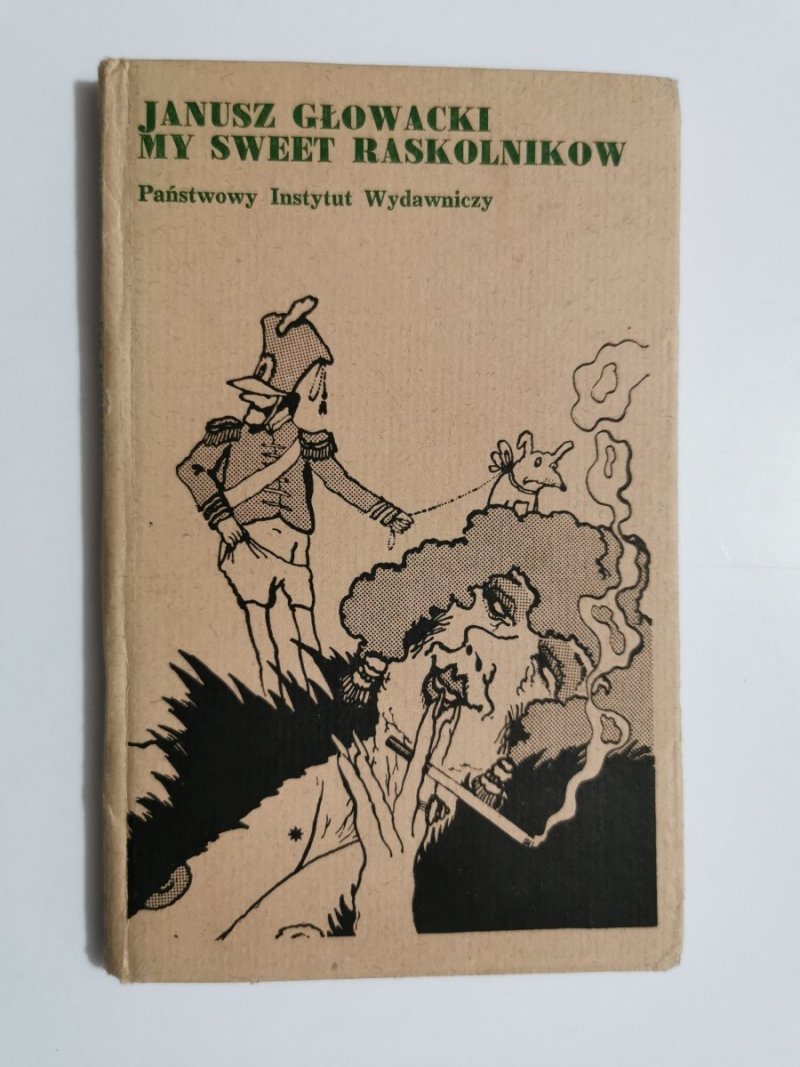 JANUSZ GŁOWACKI
MY SWEET RASKOLNIKOW
Państwowy Instytut Wydawniczy